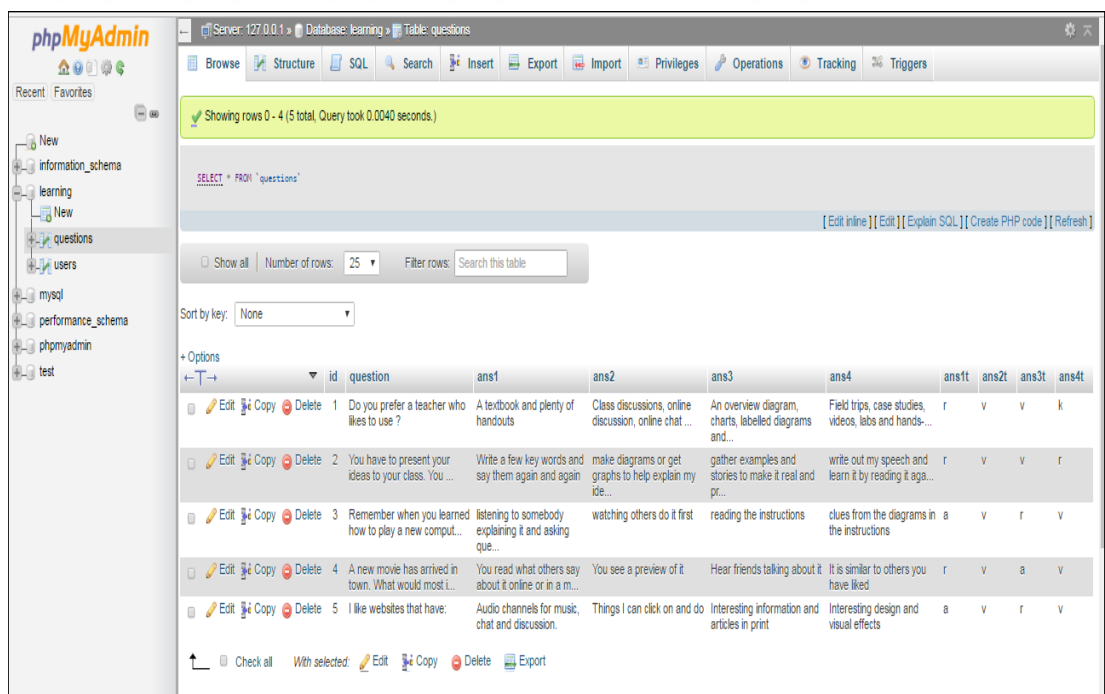 phpMyAdmin
Recent Favorites
New
information_schema
learning
New
questions
users
mysql
performance_schema
phpmyadmin
test
Server: 127.0.0.1 » Database: learning » Table: questions
Browse Structure SQL Search Insert Export Import Privileges Operations Tracking Triggers
Showing rows 0 - 4 (5 total, Query took 0.0040 seconds.)
SELECT * FROM `questions`
[ Edit inline ] [ Edit ] [ Explain SQL ] [ Create PHP code ] [ Refresh ]
Show all Number of rows: 25 Filter rows: Search this table
Sort by key: None
+ Options
←T→ id question ans1 ans2 ans3 ans4 ans1t ans2t ans3t ans4t
Edit Copy Delete 1 Do you prefer a teacher who A textbook and plenty of Class discussions, online An overview diagram, Field trips, case studies, r v v k
likes to use ? handouts discussion, online chat ... charts, labelled diagrams videos, labs and hands-...
and...
Edit Copy Delete 2 You have to present your Write a few key words and make diagrams or get gather examples and write out my speech and r v v r
ideas to your class. You ... say them again and again graphs to help explain my stories to make it real and learn it by reading it aga...
ide... pr...
Edit Copy Delete 3 Remember when you learned listening to somebody watching others do it first reading the instructions clues from the diagrams in a v r v
how to play a new comput... explaining it and asking the instructions
que...
Edit Copy Delete 4 A new movie has arrived in You read what others say You see a preview of it Hear friends talking about it It is similar to others you r v a v
town. What would most i... about it online or in a m... have liked
Edit Copy Delete 5 I like websites that have: Audio channels for music, Things I can click on and do Interesting information and Interesting design and a v r v
chat and discussion. articles in print visual effects
Check all With selected: Edit Copy Delete Export